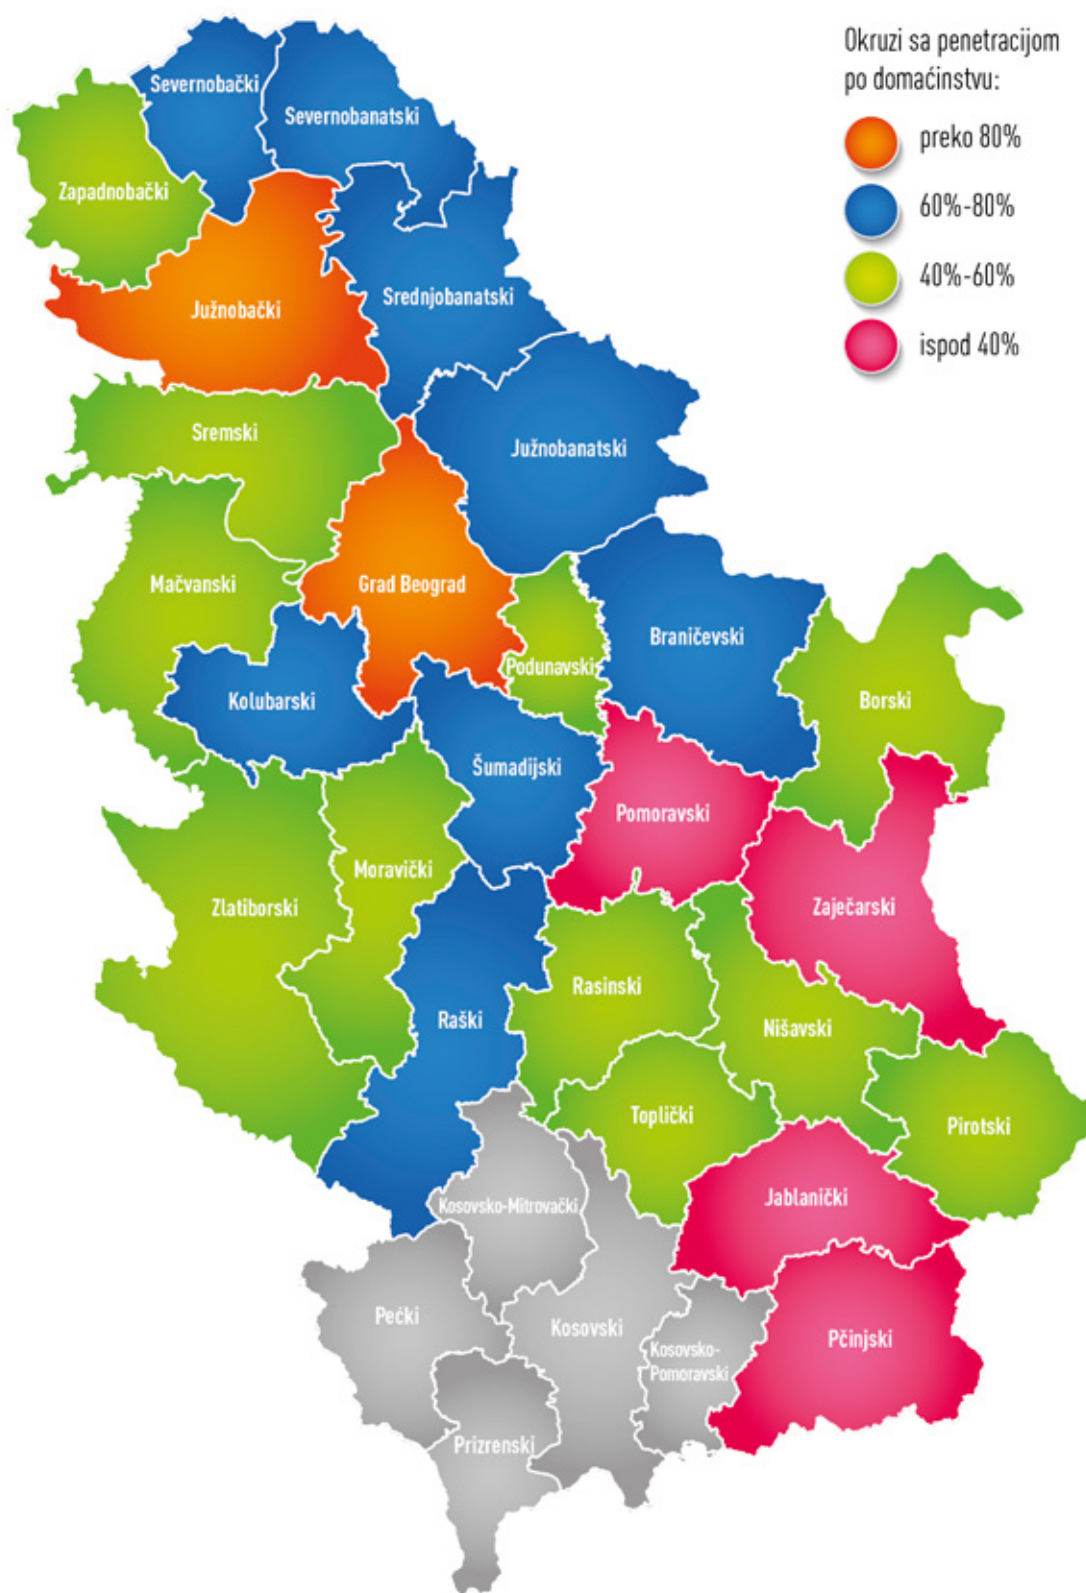 Okruzi sa penetracijom
po domaćinstvu:
preko 80%
60%-80%
40%-60%
ispod 40%
Severnobački
Severnobanatski
Zapadnobački
Južnobački
Srednjobanatski
Sremski
Južnobanatski
Mačvanski
Grad Beograd
Podunavski
Braničevski
Kolubarski
Borski
Šumadijski
Pomoravski
Moravički
Zlatiborski
Zaječarski
Rasinski
Raški
Nišavski
Toplički
Pirotski
Jablanički
Kosovsko-Mitrovački
Pećki
Kosovski
Kosovsko-
Pomoravski
Pčinjski
Prizrenski